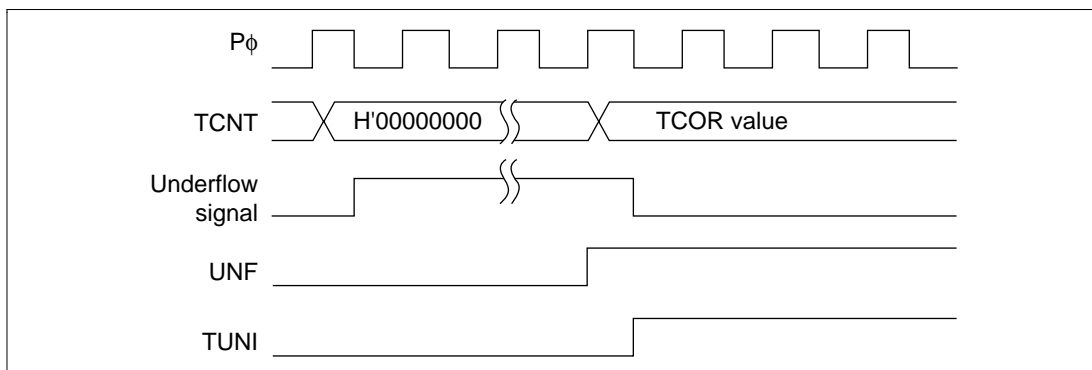 Pϕ
TCNT H'00000000 TCOR value
Underflow
signal
UNF
TUNI